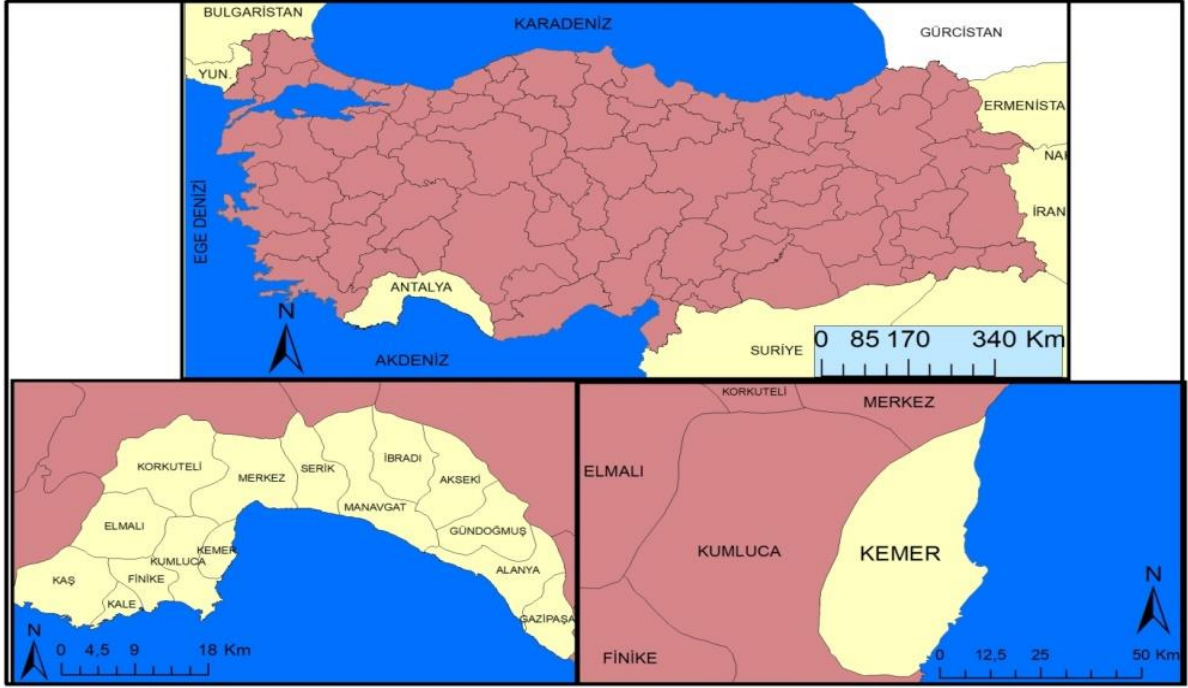 BULGARİSTAN
KARADENİZ
GÜRCİSTAN
YUN.
ERMENİSTA
NAH
İRAN
EGE DENİZİ
ANTALYA
N
AKDENİZ
SURİYE
0 85 170 340 Km
KORKUTELİ
MERKEZ
SERİK
İBRADI
AKSEKİ
ELMALI
MANAVGAT
GÜNDOĞMUŞ
KEMER
KUMLUCA
KAŞ
FİNİKE
KALE
ALANYA
GAZİPAŞA
N
0 4,5 9 18 Km
KORKUTELİ
MERKEZ
ELMALI
KUMLUCA
KEMER
FİNİKE
N
0 12,5 25 50 Km